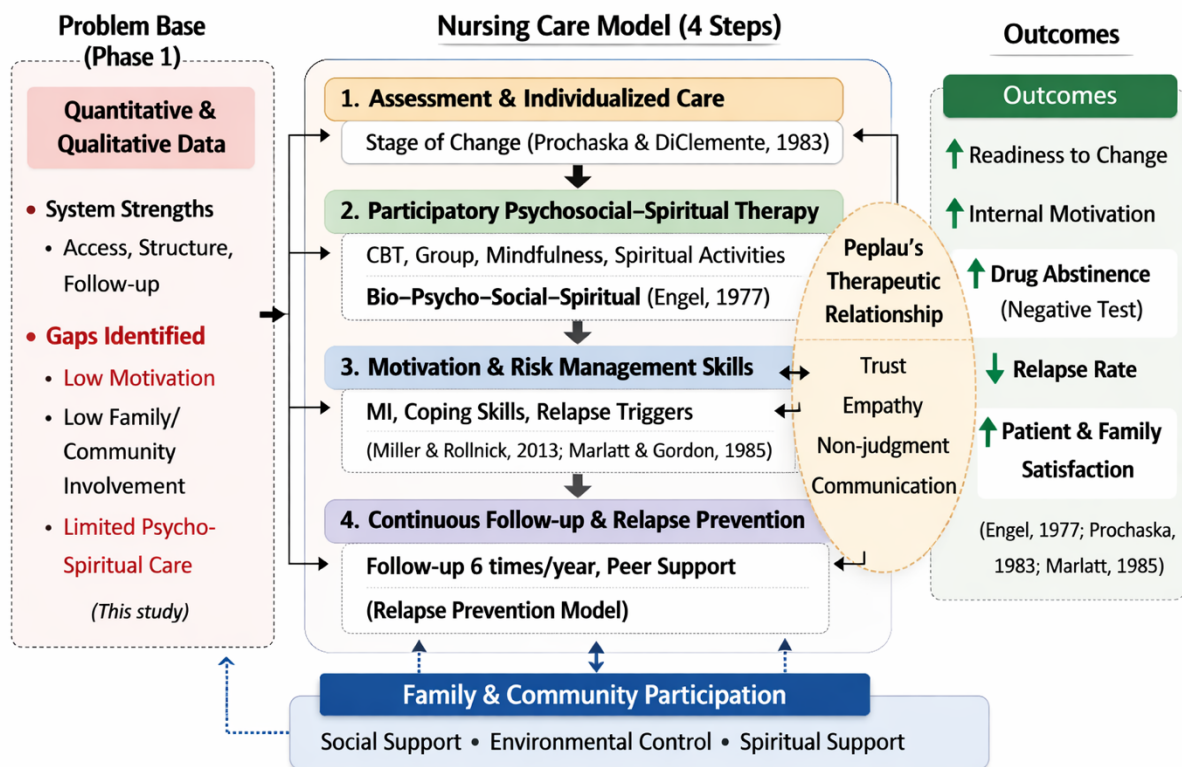 Problem Base
(Phase 1)
Quantitative &
Qualitative Data
• System Strengths
• Access, Structure,
Follow-up
• Gaps Identified
• Low Motivation
• Low Family/
Community
Involvement
• Limited Psycho-
Spiritual Care
(This study)
Nursing Care Model (4 Steps)
1. Assessment & Individualized Care
Stage of Change (Prochaska & DiClemente, 1983)
2. Participatory Psychosocial–Spiritual Therapy
CBT, Group, Mindfulness, Spiritual Activities
Bio–Psycho–Social–Spiritual (Engel, 1977)
3. Motivation & Risk Management Skills
MI, Coping Skills, Relapse Triggers
(Miller & Rollnick, 2013; Marlatt & Gordon, 1985)
4. Continuous Follow-up & Relapse Prevention
Follow-up 6 times/year, Peer Support
(Relapse Prevention Model)
Peplau’s
Therapeutic
Relationship
Trust
Empathy
Non-judgment
Communication
Outcomes
Outcomes
Readiness to Change
Internal Motivation
Drug Abstinence
(Negative Test)
Relapse Rate
Patient & Family
Satisfaction
(Engel, 1977; Prochaska,
1983; Marlatt, 1985)
Family & Community Participation
Social Support • Environmental Control • Spiritual Support